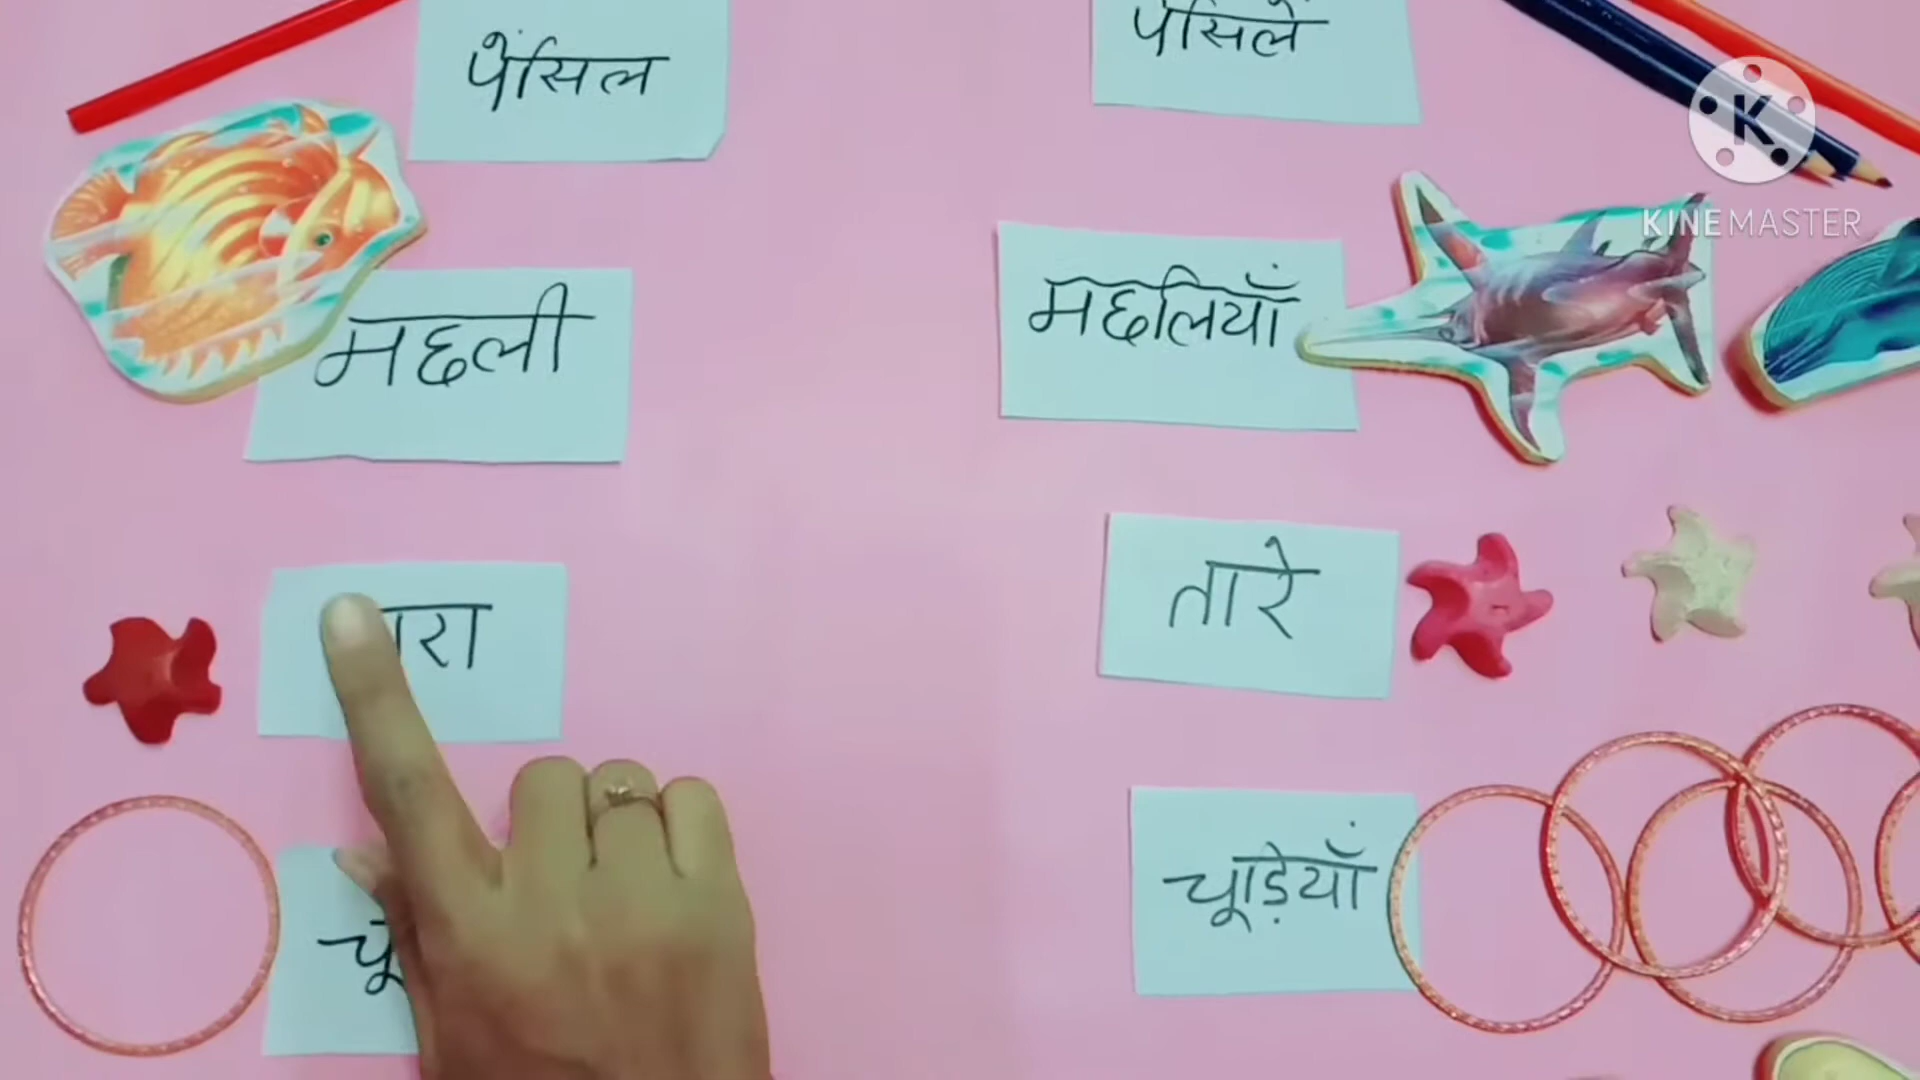 पेंसिल
पेंसिलें
K
KINEMASTER
मछली
मछलियाँ
तारे
चूड़ियाँ